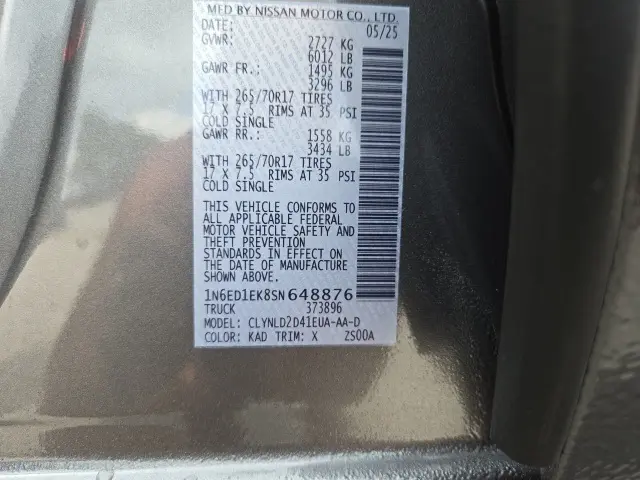 MFD BY NISSAN MOTOR CO., LTD.
DATE: 05/25
GVWR: 2727 KG
6012 LB
GAWR FR.: 1495 KG
3296 LB
WITH 265/70R17 TIRES
17 X 7.5 RIMS AT 35 PSI
COLD SINGLE
GAWR RR.: 1558 KG
3434 LB
WITH 265/70R17 TIRES
17 X 7.5 RIMS AT 35 PSI
COLD SINGLE
THIS VEHICLE CONFORMS TO
ALL APPLICABLE FEDERAL
MOTOR VEHICLE SAFETY AND
THEFT PREVENTION
STANDARDS IN EFFECT ON
THE DATE OF MANUFACTURE
SHOWN ABOVE.
1N6ED1EK8SN648876
TRUCK 373896
MODEL: CLYNLD2D41EUA-AA-D
COLOR: KAD TRIM: X ZS00A